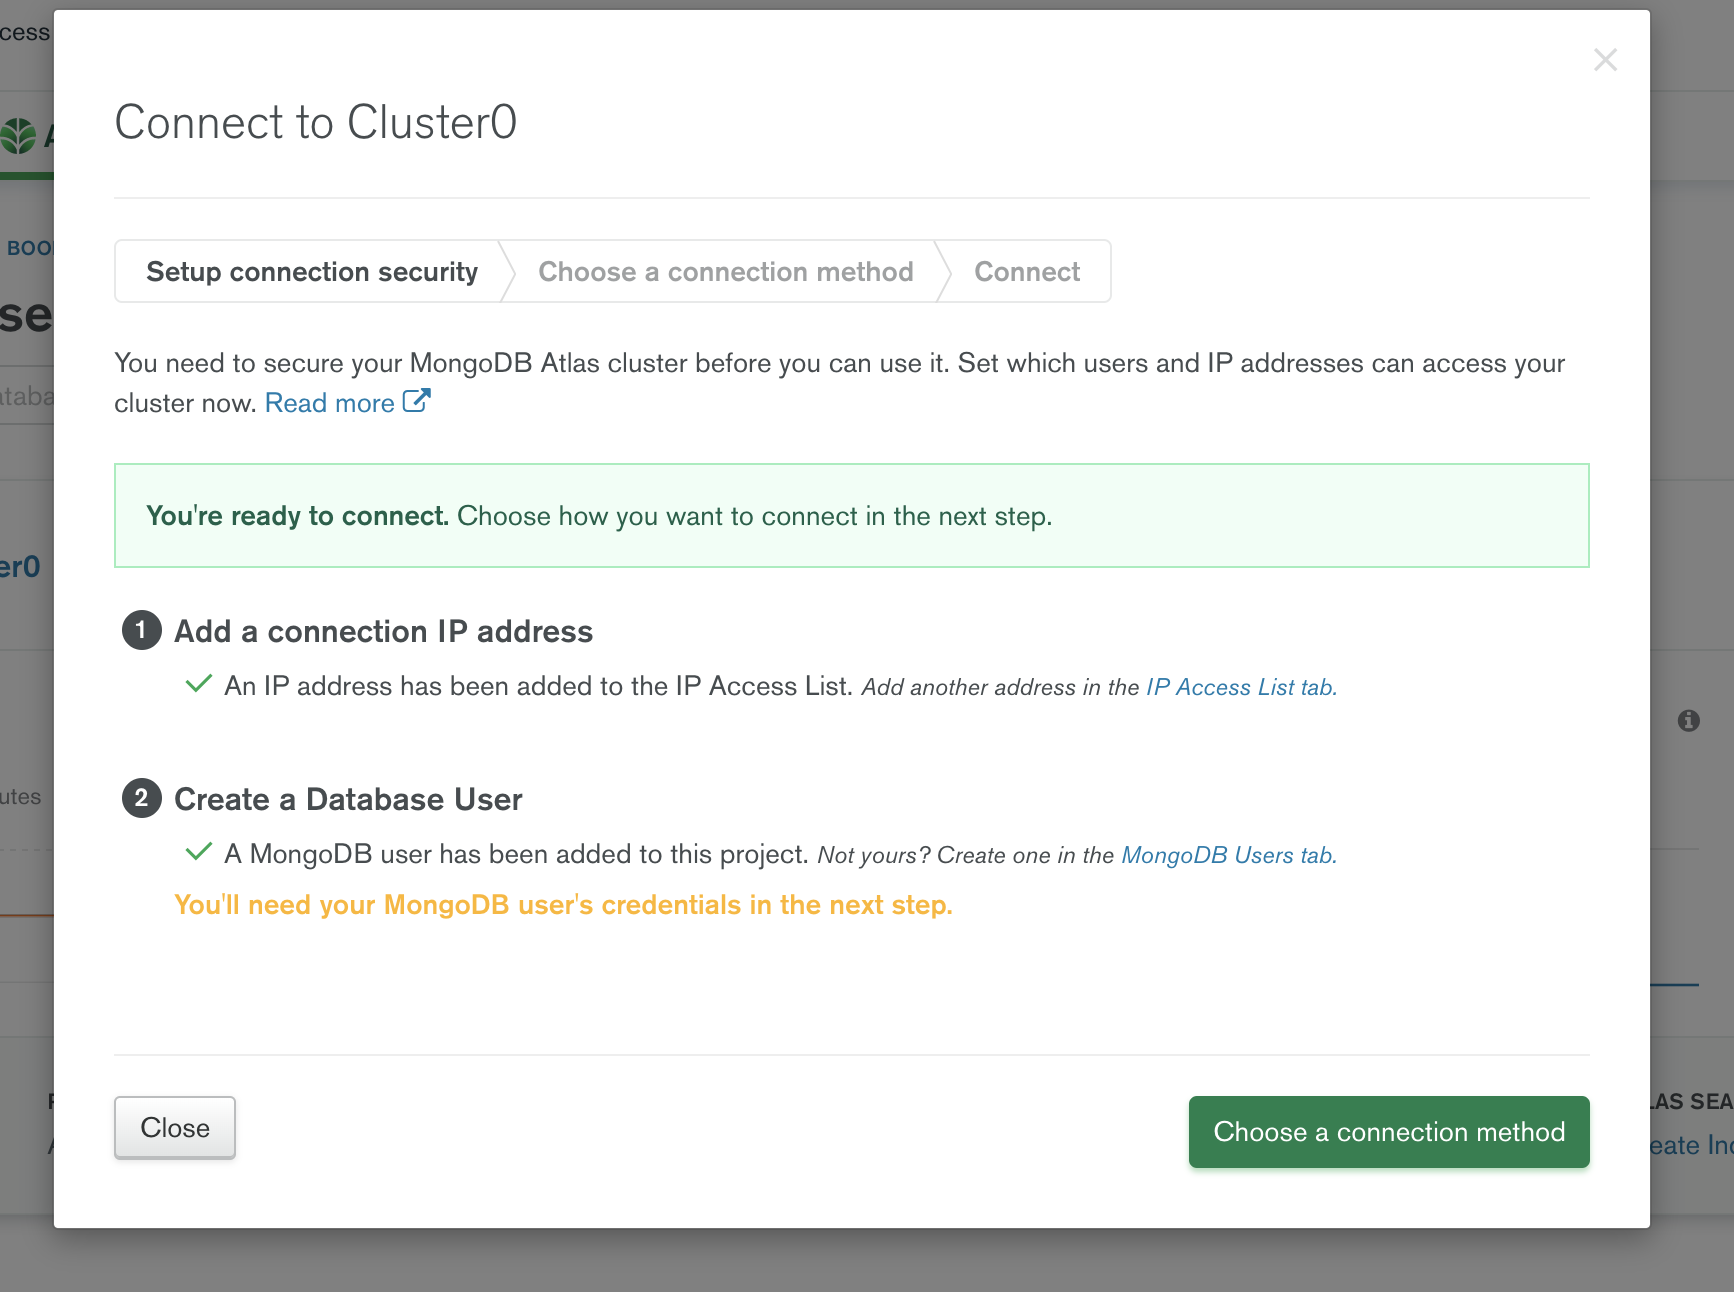 cess
Connect to Cluster0
Setup connection security
Choose a connection method
Connect
You need to secure your MongoDB Atlas cluster before you can use it. Set which users and IP addresses can access your
cluster now. Read more
You're ready to connect. Choose how you want to connect in the next step.
er0
1 Add a connection IP address
An IP address has been added to the IP Access List. Add another address in the IP Access List tab.
2 Create a Database User
utes
A MongoDB user has been added to this project. Not yours? Create one in the MongoDB Users tab.
You'll need your MongoDB user's credentials in the next step.
Close
Choose a connection method
LAS SEA
eate Ind